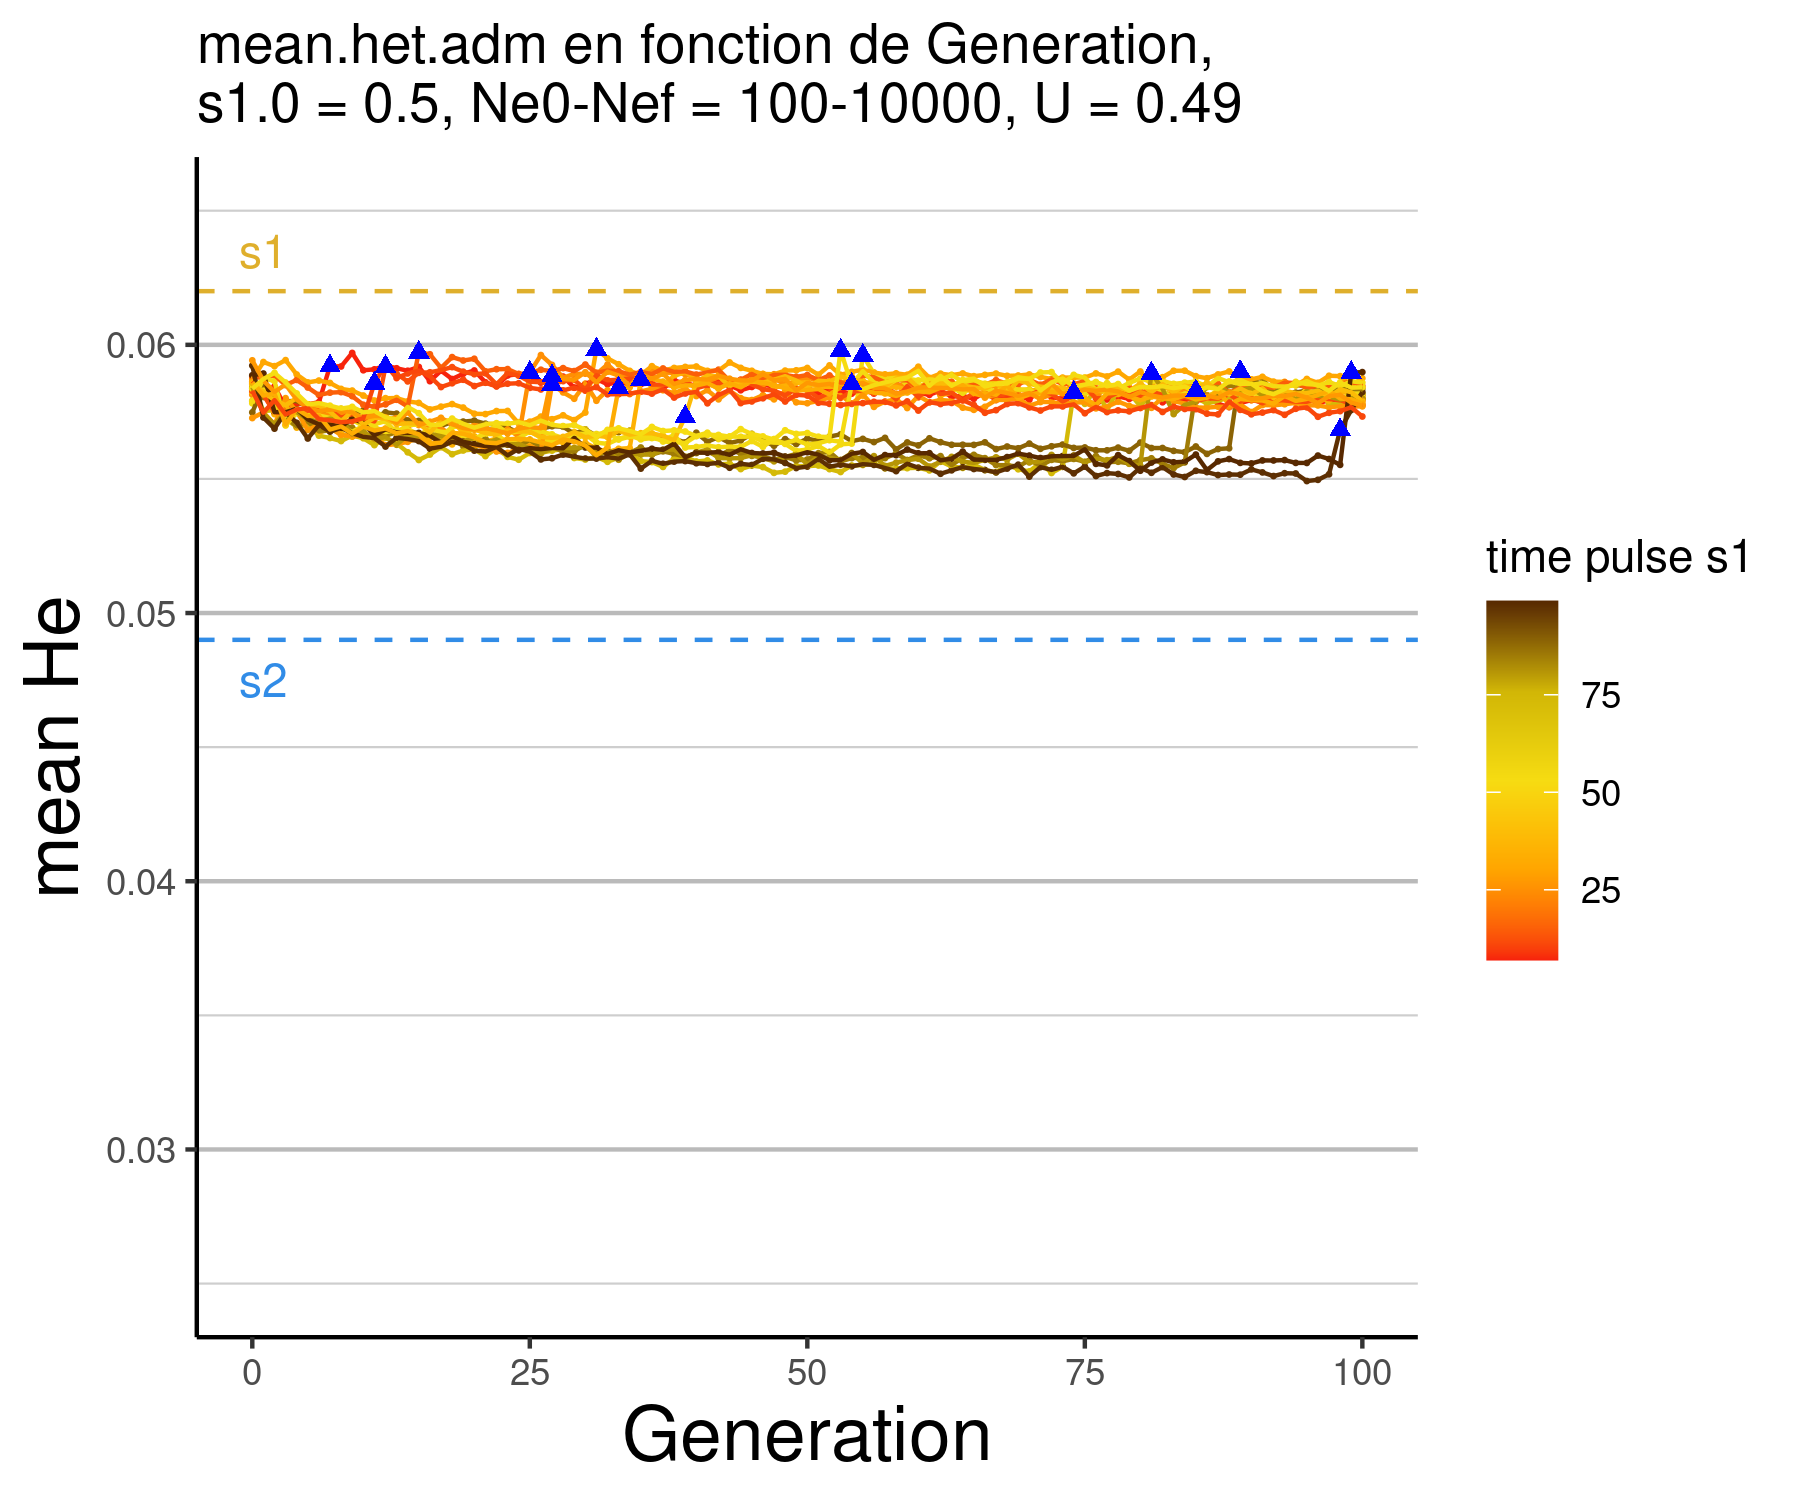 mean.het.adm en fonction de Generation,
s1.0 = 0.5, Ne0-Nef = 100-10000, U = 0.49
s1
0.06
0.05
s2
0.04
0.03
mean He
0
25
50
75
100
Generation
time pulse s1
75
50
25